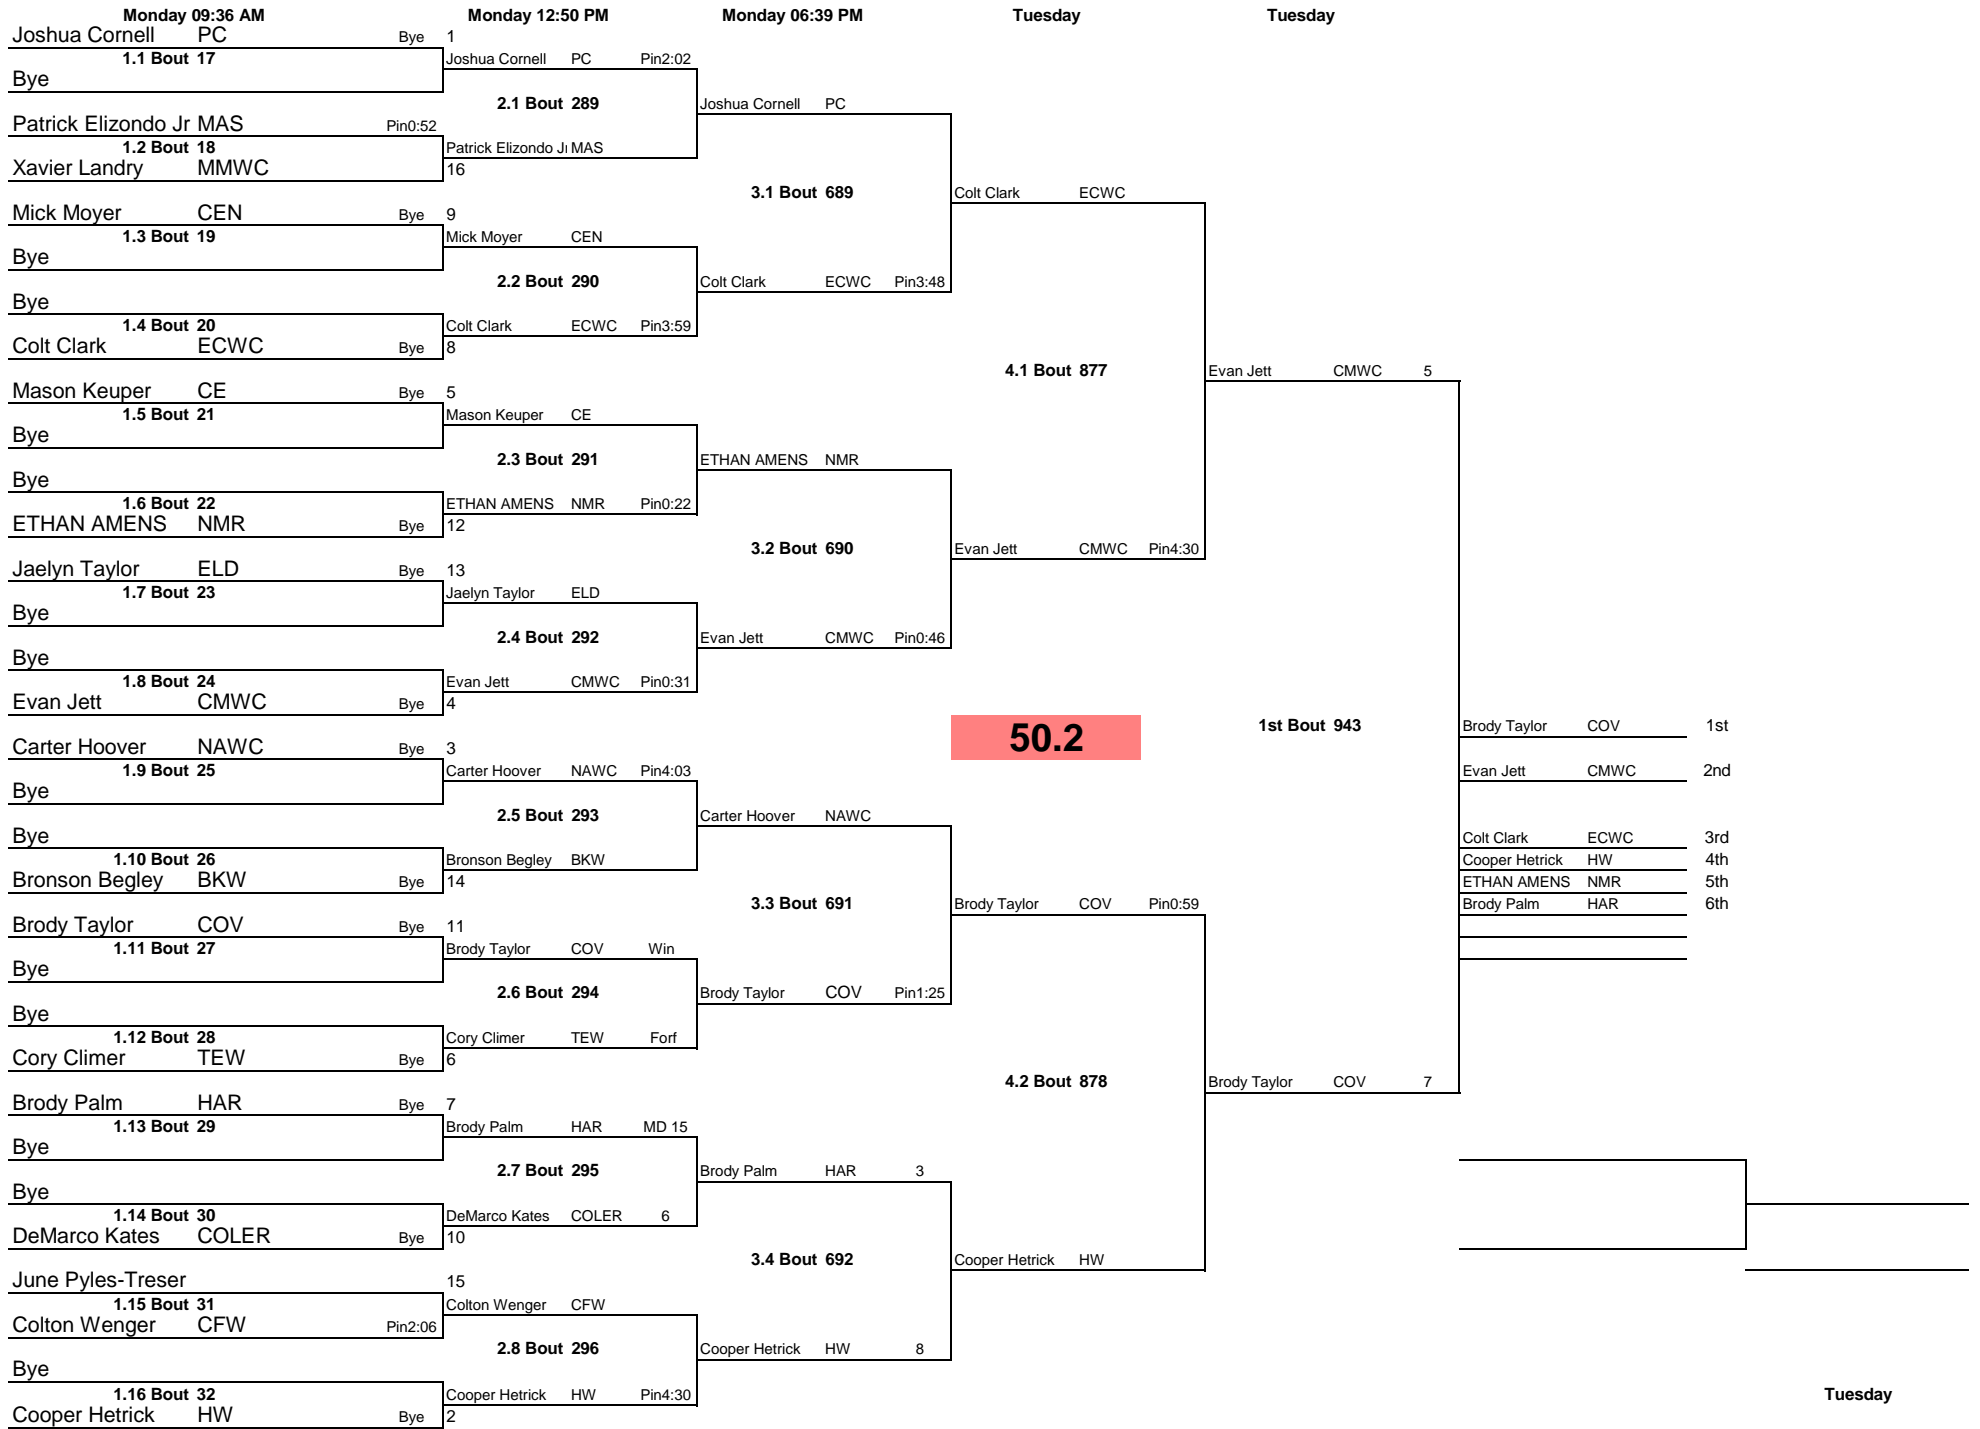 Monday 09:36 AM Monday 12:50 PM Monday 06:39 PM Tuesday Tuesday
Joshua Cornell PC Bye 1
1.1 Bout 17 Joshua Cornell PC Pin2:02
Bye
2.1 Bout 289 Joshua Cornell PC
Patrick Elizondo Jr MAS Pin0:52
1.2 Bout 18 Patrick Elizondo Jr MAS
Xavier Landry MMWC 16
3.1 Bout 689 Colt Clark ECWC
Mick Moyer CEN Bye 9
1.3 Bout 19 Mick Moyer CEN
Bye
2.2 Bout 290 Colt Clark ECWC Pin3:48
Bye
1.4 Bout 20 Colt Clark ECWC Pin3:59
Colt Clark ECWC Bye 8
4.1 Bout 877 Evan Jett CMWC 5
Mason Keuper CE Bye 5
1.5 Bout 21 Mason Keuper CE
Bye
2.3 Bout 291 ETHAN AMENS NMR
Bye
1.6 Bout 22 ETHAN AMENS NMR Pin0:22
ETHAN AMENS NMR Bye 12
3.2 Bout 690 Evan Jett CMWC Pin4:30
Jaelyn Taylor ELD Bye 13
1.7 Bout 23 Jaelyn Taylor ELD
Bye
2.4 Bout 292 Evan Jett CMWC Pin0:46
Bye
1.8 Bout 24 Evan Jett CMWC Pin0:31
Evan Jett CMWC Bye 4
50.2 1st Bout 943 Brody Taylor COV 1st
Carter Hoover NAWC Bye 3
1.9 Bout 25 Carter Hoover NAWC Pin4:03 Evan Jett CMWC 2nd
Bye
2.5 Bout 293 Carter Hoover NAWC
Bye Colt Clark ECWC 3rd
1.10 Bout 26 Bronson Begley BKW Cooper Hetrick HW 4th
Bronson Begley BKW Bye 14 ETHAN AMENS NMR 5th
3.3 Bout 691 Brody Taylor COV Pin0:59 Brody Palm HAR 6th
Brody Taylor COV Bye 11
1.11 Bout 27 Brody Taylor COV Win
Bye
2.6 Bout 294 Brody Taylor COV Pin1:25
Bye
1.12 Bout 28 Cory Climer TEW Forf
Cory Climer TEW Bye 6
4.2 Bout 878 Brody Taylor COV 7
Brody Palm HAR Bye 7
1.13 Bout 29 Brody Palm HAR MD 15
Bye
2.7 Bout 295 Brody Palm HAR 3
Bye
1.14 Bout 30 DeMarco Kates COLER 6
DeMarco Kates COLER Bye 10
3.4 Bout 692 Cooper Hetrick HW
June Pyles-Treser 15
1.15 Bout 31 Colton Wenger CFW
Colton Wenger CFW Pin2:06
2.8 Bout 296 Cooper Hetrick HW 8
Bye
1.16 Bout 32 Cooper Hetrick HW Pin4:30 Tuesday
Cooper Hetrick HW Bye 2